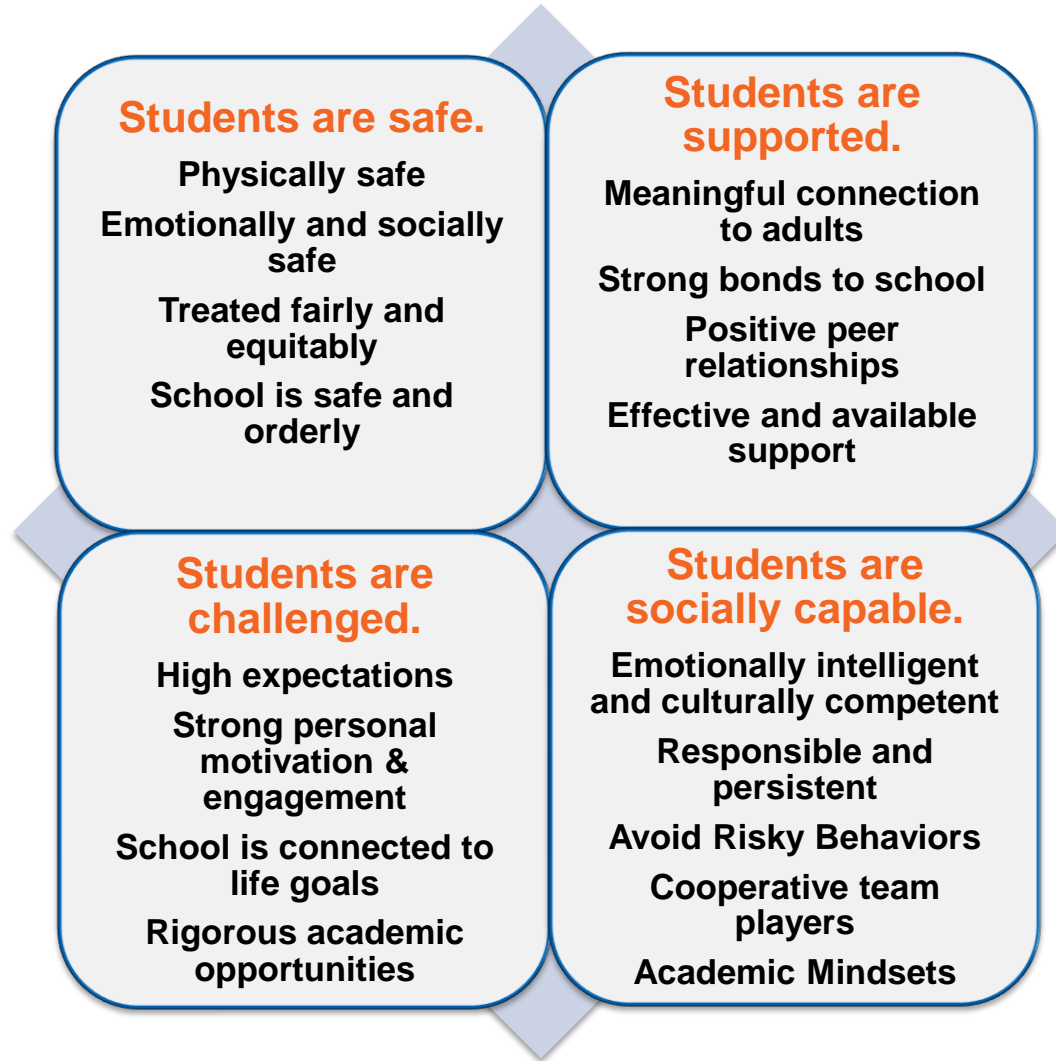 Students are safe.
Physically safe
Emotionally and socially
safe
Treated fairly and
equitably
School is safe and
orderly
Students are
supported.
Meaningful connection
to adults
Strong bonds to school
Positive peer
relationships
Effective and available
support
Students are
challenged.
High expectations
Strong personal
motivation &
engagement
School is connected to
life goals
Rigorous academic
opportunities
Students are
socially capable.
Emotionally intelligent
and culturally competent
Responsible and
persistent
Avoid Risky Behaviors
Cooperative team
players
Academic Mindsets